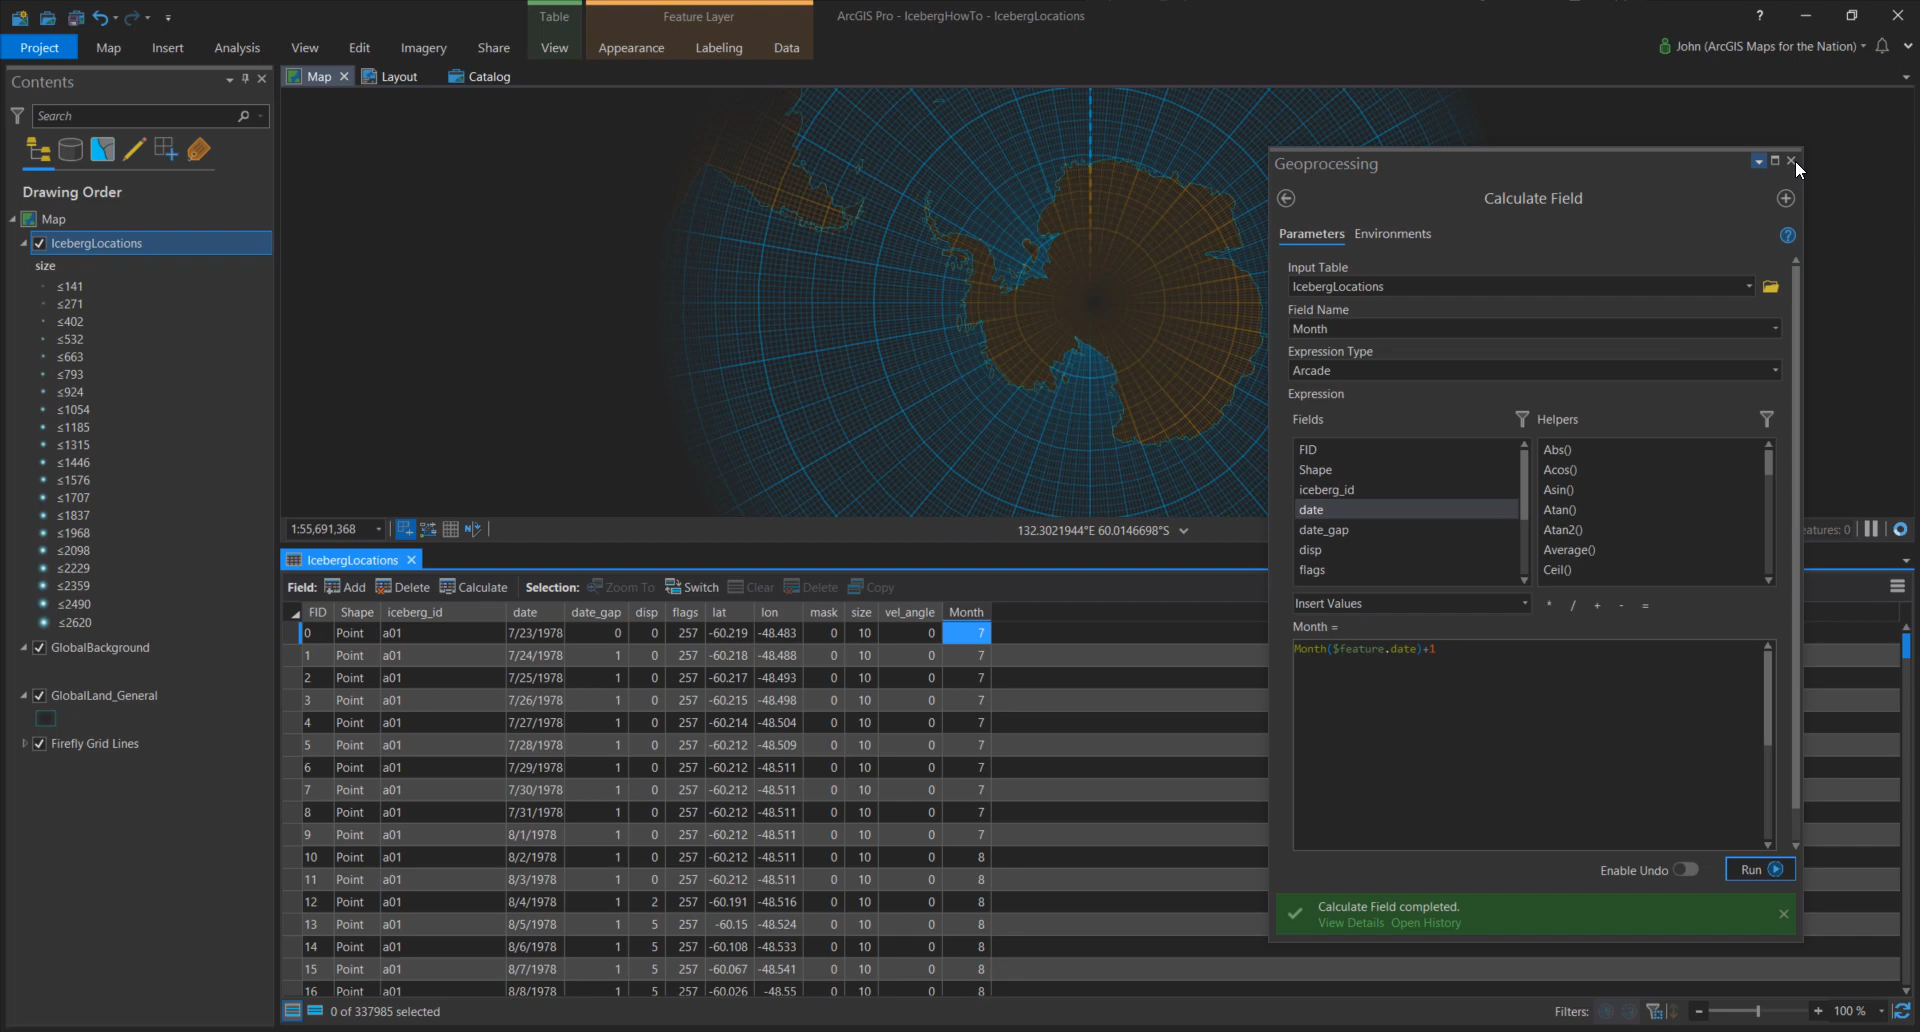 Table
Feature Layer
ArcGIS Pro - IcebergHowTo - IcebergLocations
?
Project
Map
Insert
Analysis
View
Edit
Imagery
Share
View
Appearance
Labeling
Data
John (ArcGIS Maps for the Nation)
Contents
Map
Layout
Catalog
Search
Drawing Order
Map
IcebergLocations
size
≤141
≤271
≤402
≤532
≤663
≤793
≤924
≤1054
≤1185
≤1315
≤1446
≤1576
≤1707
≤1837
≤1968
≤2098
≤2229
≤2359
≤2490
≤2620
GlobalBackground
GlobalLand_General
Firefly Grid Lines
1:55,691,368
132.3021944°E 60.0146698°S
atures: 0
Geoprocessing
Calculate Field
Parameters Environments
Input Table
IcebergLocations
Field Name
Month
Expression Type
Arcade
Expression
Fields
Helpers
FID
Shape
iceberg_id
date
date_gap
disp
flags
Abs()
Acos()
Asin()
Atan()
Atan2()
Average()
Ceil()
Insert Values
* / + - =
Month =
Month($feature.date)+1
Enable Undo
Run
Calculate Field completed.
View Details Open History
IcebergLocations
Field: Add Delete Calculate Selection: Zoom To Switch Clear Delete Copy
FID Shape iceberg_id date date_gap disp flags lat lon mask size vel_angle Month
0 Point a01 7/23/1978 0 0 257 -60.219 -48.483 0 10 0 7
1 Point a01 7/24/1978 1 0 257 -60.218 -48.488 0 10 0 7
2 Point a01 7/25/1978 1 0 257 -60.217 -48.493 0 10 0 7
3 Point a01 7/26/1978 1 0 257 -60.215 -48.498 0 10 0 7
4 Point a01 7/27/1978 1 0 257 -60.214 -48.504 0 10 0 7
5 Point a01 7/28/1978 1 0 257 -60.212 -48.509 0 10 0 7
6 Point a01 7/29/1978 1 0 257 -60.212 -48.511 0 10 0 7
7 Point a01 7/30/1978 1 0 257 -60.212 -48.511 0 10 0 7
8 Point a01 7/31/1978 1 0 257 -60.212 -48.511 0 10 0 7
9 Point a01 8/1/1978 1 0 257 -60.212 -48.511 0 10 0 7
10 Point a01 8/2/1978 1 0 257 -60.212 -48.511 0 10 0 8
11 Point a01 8/3/1978 1 0 257 -60.212 -48.511 0 10 0 8
12 Point a01 8/4/1978 1 2 257 -60.191 -48.516 0 10 0 8
13 Point a01 8/5/1978 1 5 257 -60.15 -48.524 0 10 0 8
14 Point a01 8/6/1978 1 5 257 -60.108 -48.533 0 10 0 8
15 Point a01 8/7/1978 1 5 257 -60.067 -48.541 0 10 0 8
16 Point a01 8/8/1978 1 5 257 -60.026 -48.55 0 10 0 8
0 of 337985 selected
Filters:
100 %